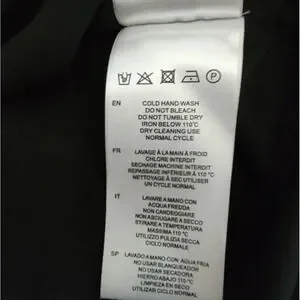 EN
COLD HAND WASH
DO NOT BLEACH
DO NOT TUMBLE DRY
IRON BELOW 110°C
DRY CLEANING USE
NORMAL CYCLE
FR
LAVAGE À LA MAIN À FROID
CHLORE INTERDIT
SECHAGE MACHINE INTERDIT
REPASSAGE INFÉRIEUR À 110°C
NETTOYAGE À SEC UTILISER
UN CYCLE NORMAL
IT
LAVARE A MANO CON
ACQUA FREDDA
NON CANDEGGIARE
NON ASCIUGARE A SECCO
STIRARE A TEMPERATURA
MASSIMA 110 °C
UTILIZZO PULIZIA SECCA
CICLO NORMALE
SP
LAVADO A MANO CON AGUA FRIA
NO USAR BLANQUEADOR
NO USAR SECADORA
HIERRO DEBAJO DE 110°C
LIMPIEZA EN SECO
CICLO NORMAL